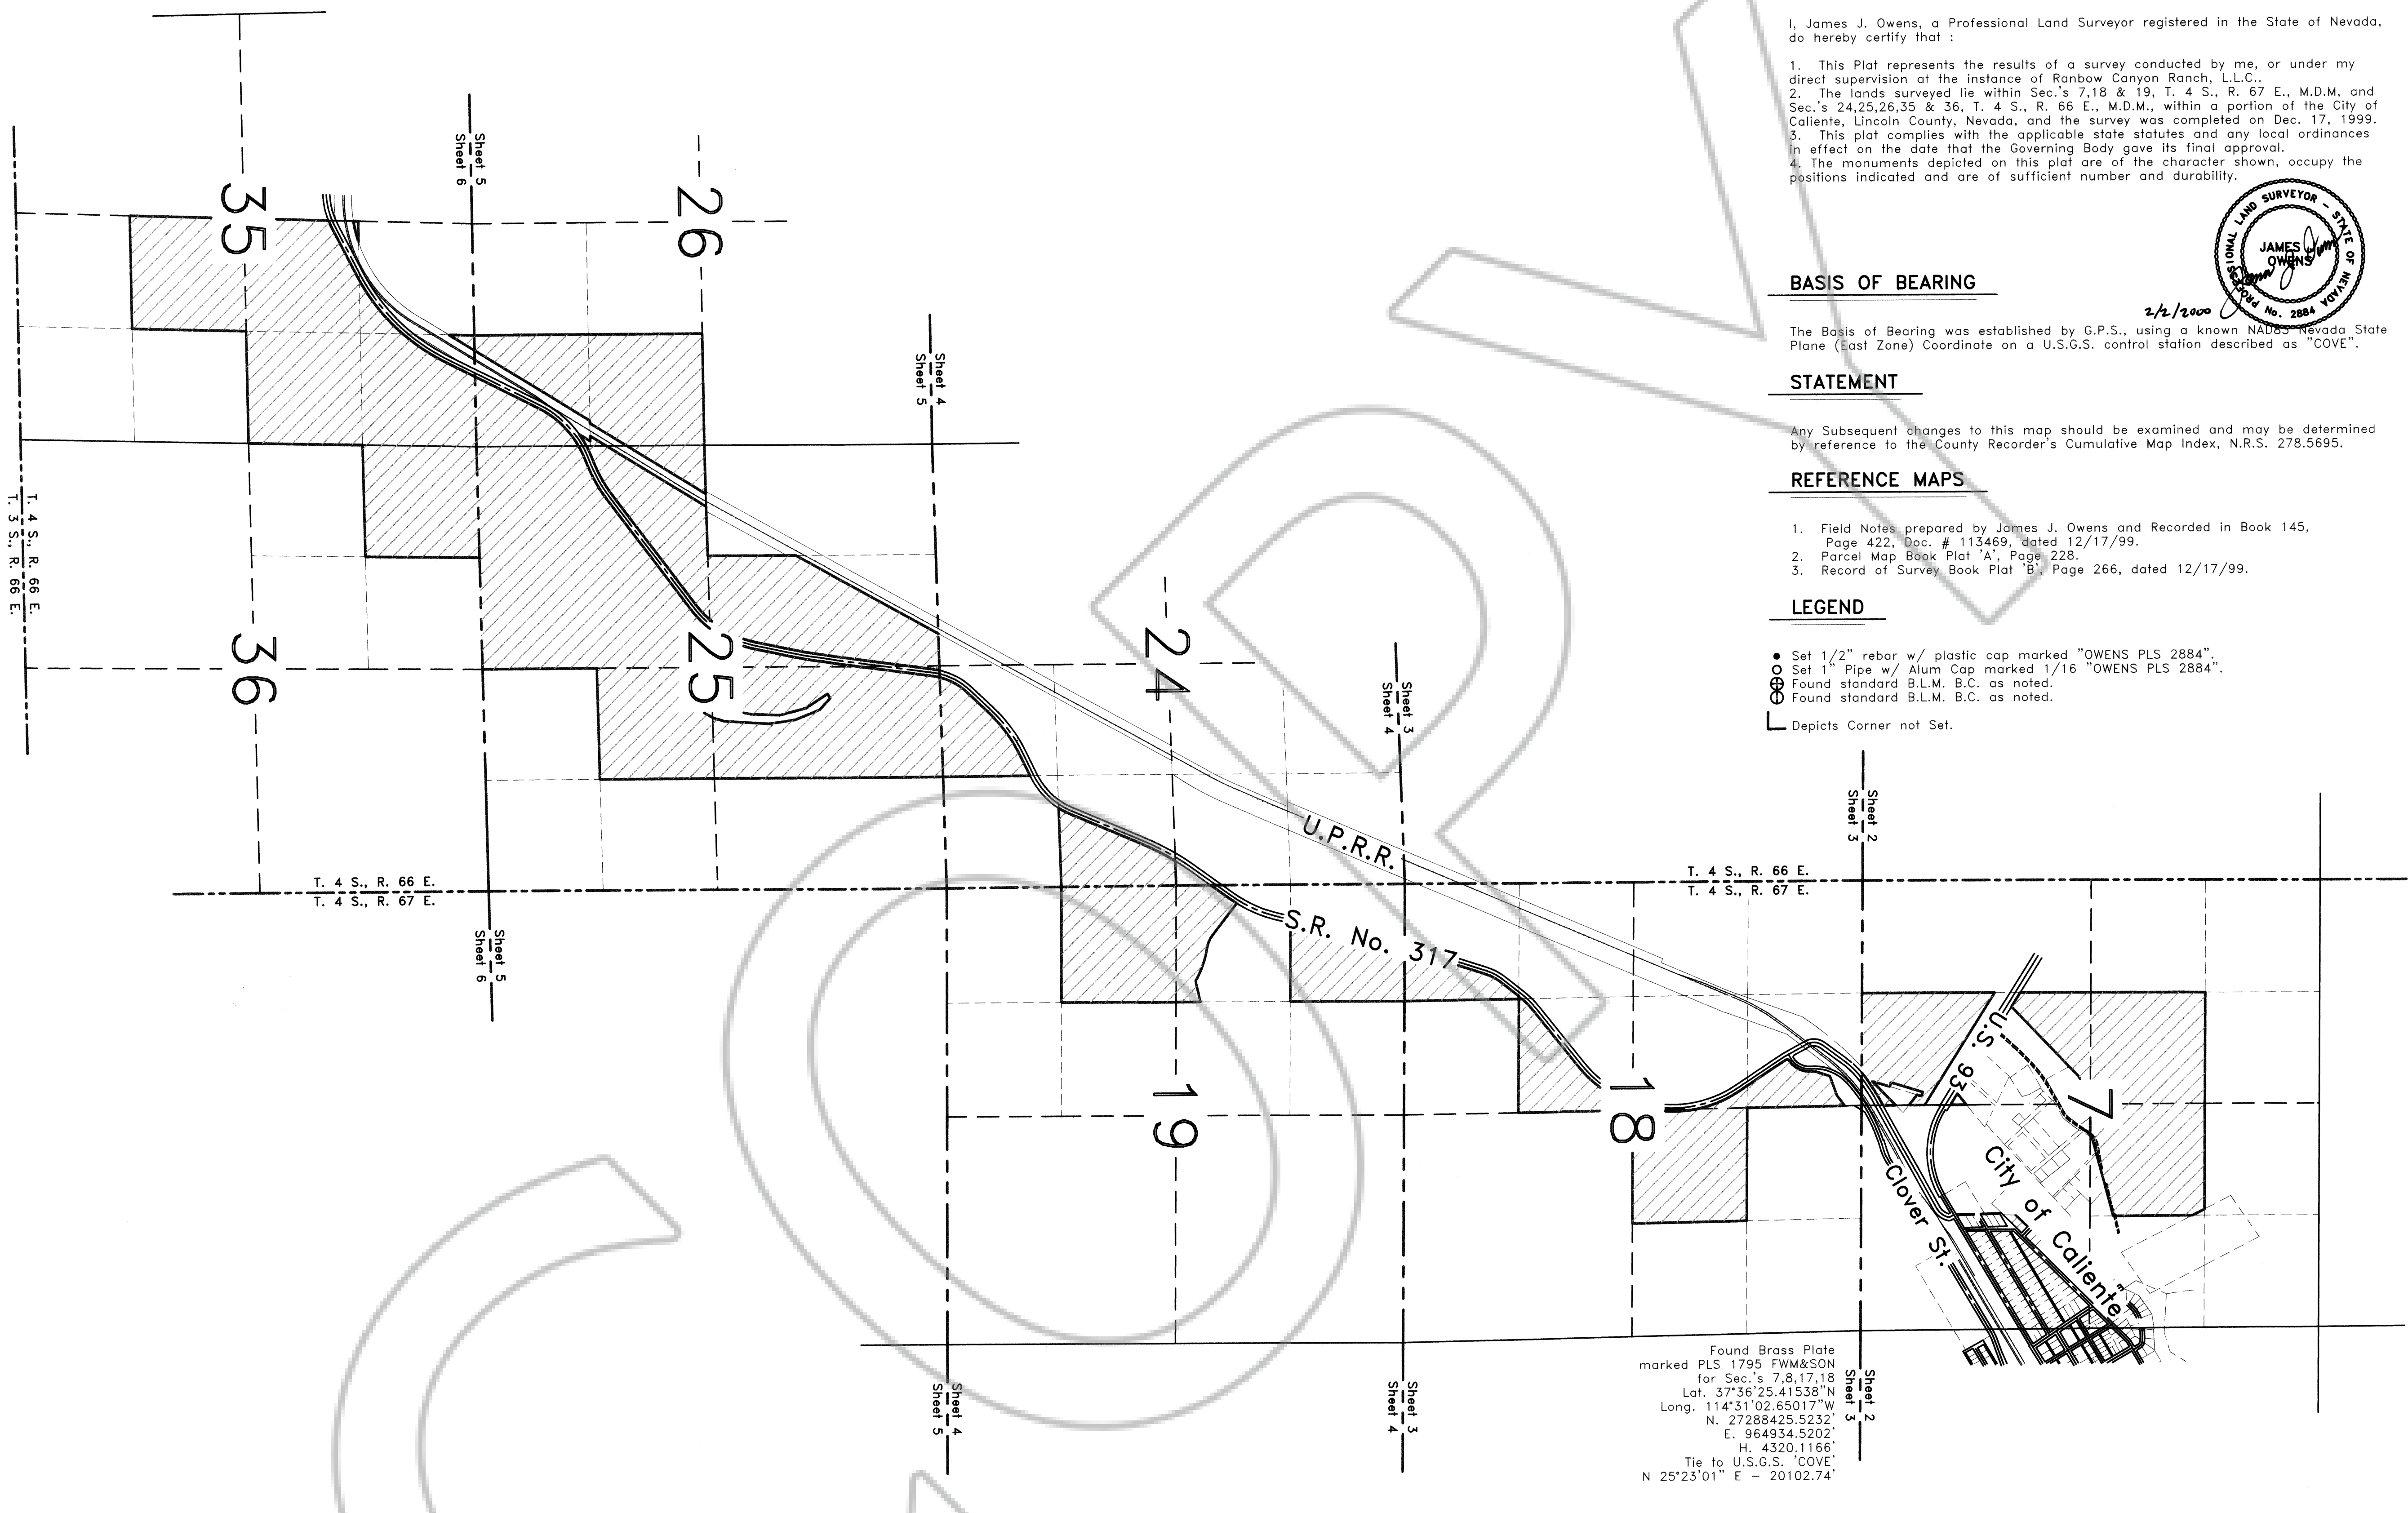 I, James J. Owens, a Professional Land Surveyor registered in the State of Nevada,
do hereby certify that :
1. This Plat represents the results of a survey conducted by me, or under my
direct supervision at the instance of Ranbow Canyon Ranch, L.L.C..
2. The lands surveyed lie within Sec.'s 7,18 & 19, T. 4 S., R. 67 E., M.D.M, and
Sec.'s 24,25,26,35 & 36, T. 4 S., R. 66 E., M.D.M., within a portion of the City of
Caliente, Lincoln County, Nevada, and the survey was completed on Dec. 17, 1999.
3. This plat complies with the applicable state statutes and any local ordinances
in effect on the date that the Governing Body gave its final approval.
4. The monuments depicted on this plat are of the character shown, occupy the
positions indicated and are of sufficient number and durability.
PROFESSIONAL LAND SURVEYOR - STATE OF NEVADA
JAMES J.
OWENS
No. 2884
2/2/2000
BASIS OF BEARING
The Basis of Bearing was established by G.P.S., using a known NAD83 Nevada State
Plane (East Zone) Coordinate on a U.S.G.S. control station described as "COVE".
STATEMENT
Any Subsequent changes to this map should be examined and may be determined
by reference to the County Recorder's Cumulative Map Index, N.R.S. 278.5695.
REFERENCE MAPS
1. Field Notes prepared by James J. Owens and Recorded in Book 145,
Page 422, Doc. # 113469, dated 12/17/99.
2. Parcel Map Book Plat 'A', Page 228.
3. Record of Survey Book Plat 'B', Page 266, dated 12/17/99.
LEGEND
Set 1/2" rebar w/ plastic cap marked "OWENS PLS 2884".
Set 1" Pipe w/ Alum Cap marked 1/16 "OWENS PLS 2884".
Found standard B.L.M. B.C. as noted.
Found standard B.L.M. B.C. as noted.
Depicts Corner not Set.
Sheet 5
Sheet 6
35
26
Sheet 4
Sheet 5
T. 4 S., R. 66 E.
T. 3 S., R. 66 E.
36
25
24
Sheet 3
Sheet 4
Sheet 2
Sheet 3
U.P.R.R.
T. 4 S., R. 66 E.
T. 4 S., R. 67 E.
T. 4 S., R. 66 E.
T. 4 S., R. 67 E.
Sheet 5
Sheet 6
S.R. No. 317
U.S. 93
19
18
7
City of Caliente
Clover St.
Sheet 4
Sheet 5
Sheet 3
Sheet 4
Sheet 2
Sheet 3
Found Brass Plate
marked PLS 1795 FWM&SON
for Sec.'s 7,8,17,18
Lat. 37°36'25.41538"N
Long. 114°31'02.65017"W
N. 27288425.5232'
E. 964934.5202'
H. 4320.1166'
Tie to U.S.G.S. 'COVE'
N 25°23'01" E - 20102.74'
COPY